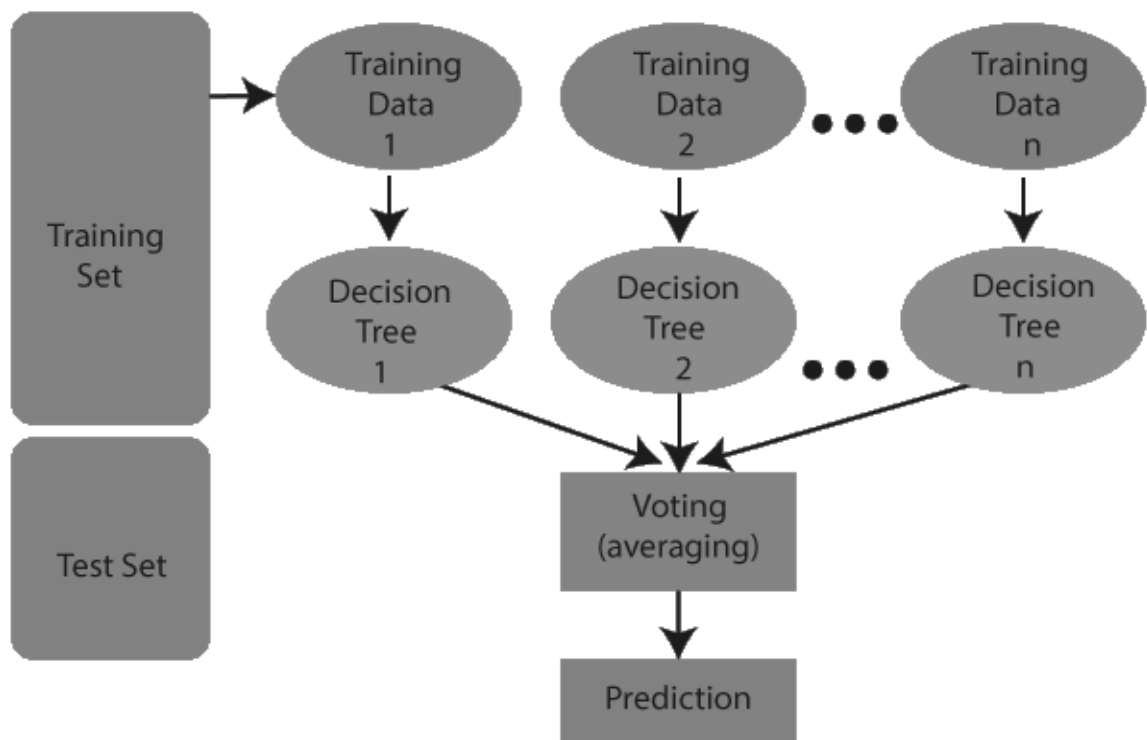 Training
Set
Test Set
Training
Data
1
Training
Data
2
Training
Data
n
Decision
Tree
1
Decision
Tree
2
Decision
Tree
n
Voting
(averaging)
Prediction